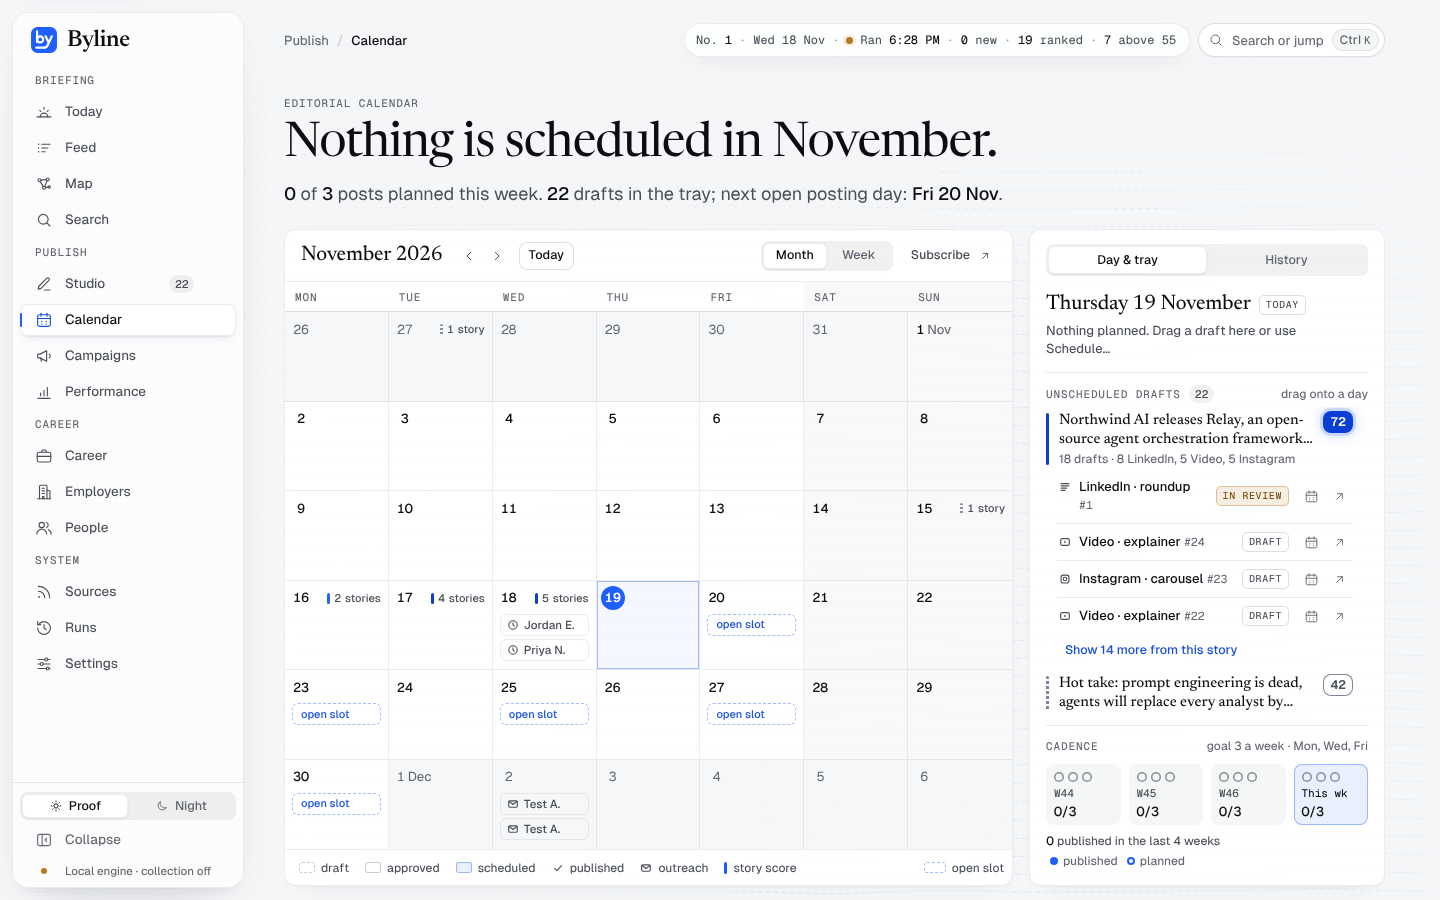 by Byline
BRIEFING
Today
Feed
Map
Search
PUBLISH
Studio 22
Calendar
Campaigns
Performance
CAREER
Career
Employers
People
SYSTEM
Sources
Runs
Settings
Proof Night
Collapse
Local engine · collection off
Publish / Calendar
No. 1 · Wed 18 Nov · Ran 6:28 PM · 0 new · 19 ranked · 7 above 55
Search or jump Ctrl K
EDITORIAL CALENDAR
Nothing is scheduled in November.
0 of 3 posts planned this week. 22 drafts in the tray; next open posting day: Fri 20 Nov.
November 2026 Today Month Week Subscribe
MON TUE WED THU FRI SAT SUN
26 27 1 story 28 29 30 31 1 Nov
2 3 4 5 6 7 8
9 10 11 12 13 14 15 1 story
16 2 stories 17 4 stories 18 5 stories 19 20 21 22
Jordan E. open slot
Priya N.
23 24 25 26 27 28 29
open slot open slot open slot
30 1 Dec 2 3 4 5 6
open slot Test A.
Test A.
draft approved scheduled published outreach story score open slot
Day & tray History
Thursday 19 November TODAY
Nothing planned. Drag a draft here or use
Schedule…
UNSCHEDULED DRAFTS 22 drag onto a day
Northwind AI releases Relay, an open- 72
source agent orchestration framework…
18 drafts · 8 LinkedIn, 5 Video, 5 Instagram
LinkedIn · roundup IN REVIEW
#1
Video · explainer #24 DRAFT
Instagram · carousel #23 DRAFT
Video · explainer #22 DRAFT
Show 14 more from this story
Hot take: prompt engineering is dead, 42
agents will replace every analyst by…
CADENCE goal 3 a week · Mon, Wed, Fri
W44 W45 W46 This wk
0/3 0/3 0/3 0/3
0 published in the last 4 weeks
published planned